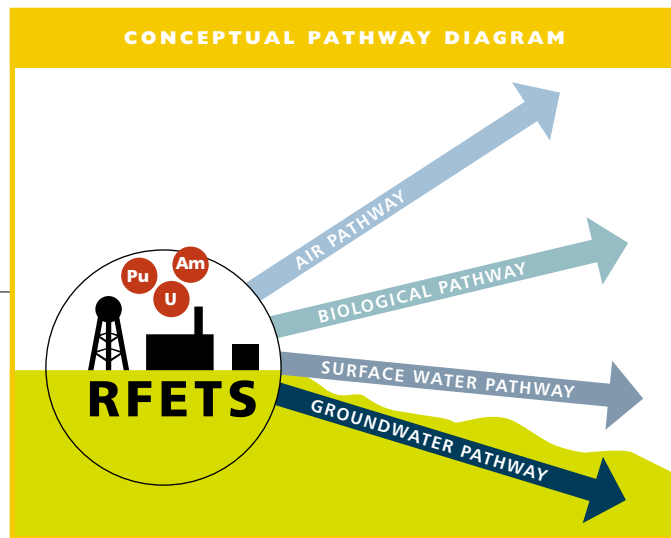 CONCEPTUAL PATHWAY DIAGRAM
AIR PATHWAY
Am
Pu
U
BIOLOGICAL PATHWAY
SURFACE WATER PATHWAY
RFETS
GROUNDWATER PATHWAY